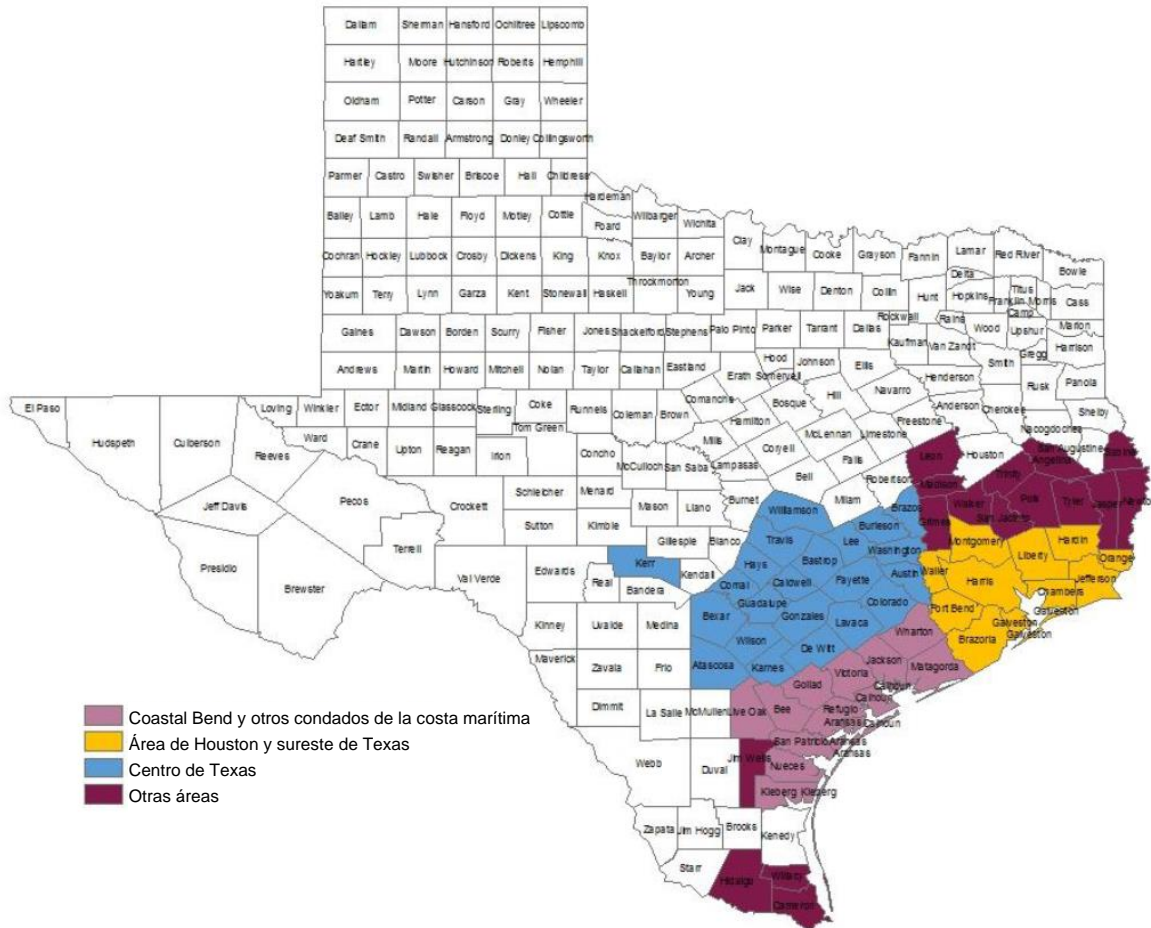 Dallam Sherman Hansford Ochiltree Lipscomb
Hartley Moore Hutchinson Roberts Hemphill
Oldham Potter Carson Gray Wheeler
Deaf Smith Randall Armstrong Donley Collingsworth
Parmer Castro Swisher Briscoe Hall Childress
Hardeman
Bailey Lamb Hale Floyd Motley Cottle Foard Wilbarger Wichita
Clay Montague Cooke Grayson Fannin Lamar Red River Bowie
Cochran Hockley Lubbock Crosby Dickens King Knox Baylor Archer
Delta Titus
Throckmorton
Yoakum Terry Lynn Garza Kent Stonewall Haskell Young Jack Wise Denton Collin Hunt Hopkins Franklin Morris Cass
Rockwall Rains Camp
Gaines Dawson Borden Scurry Fisher Jones Shackelford Stephens Palo Pinto Parker Tarrant Dallas Kaufman Van Zandt Wood Upshur Marion
Gregg Harrison
Andrews Martin Howard Mitchell Nolan Taylor Callahan Eastland Erath Somervell Hood Johnson Ellis Henderson Smith Rusk Panola
El Paso Hudspeth Culberson Loving Winkler Ector Midland Glasscock Sterling Coke Runnels Coleman Brown Comanche Hamilton Bosque Hill Navarro Freestone Anderson Cherokee Nacogdoches Shelby
Reeves Ward Crane Upton Reagan Irion Tom Green Concho McCulloch San Saba Mills Lampasas Coryell McLennan Limestone Falls Bell Robertson Leon Houston San Augustine Sabine
Angelina Trinity Madison
Jeff Davis Pecos Crockett Schleicher Menard Mason Llano Burnet Milam Williamson Brazos Grimes Walker San Jacinto Polk Tyler Jasper Newton
Sutton Kimble Gillespie Blanco Travis Lee Burleson Washington Montgomery Liberty Hardin Orange
Presidio Brewster Terrell Val Verde Edwards Real Kerr Bandera Kendall Hays Comal Bastrop Caldwell Fayette Austin Waller Harris Chambers Jefferson
Galveston
Kinney Uvalde Medina Bexar Guadalupe Gonzales Lavaca Colorado Fort Bend Galveston
Galveston
Wilson De Witt Wharton Brazoria
Maverick Zavala Frio Atascosa Karnes Jackson Matagorda
Victoria Calhoun
Goliad Calhoun
Dimmit La Salle McMullen Live Oak Bee Refugio Calhoun
Aransas
San Patricio Aransas
Aransas
Webb Duval Jim Wells Nueces
Kleberg Kleberg
Zapata Jim Hogg Brooks Kenedy
Starr Hidalgo Willacy
Cameron
Coastal Bend y otros condados de la costa marítima
Área de Houston y sureste de Texas
Centro de Texas
Otras áreas